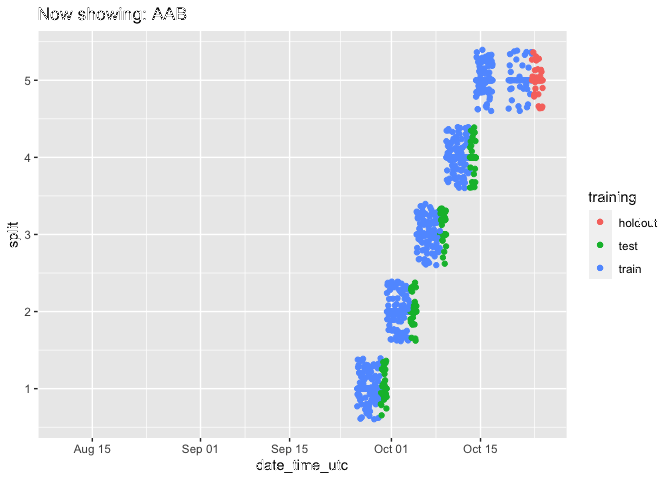 Now showing: AAB
5
4
3
2
1
split
Aug 15 Sep 01 Sep 15 Oct 01 Oct 15
date_time_utc
training
holdout
test
train